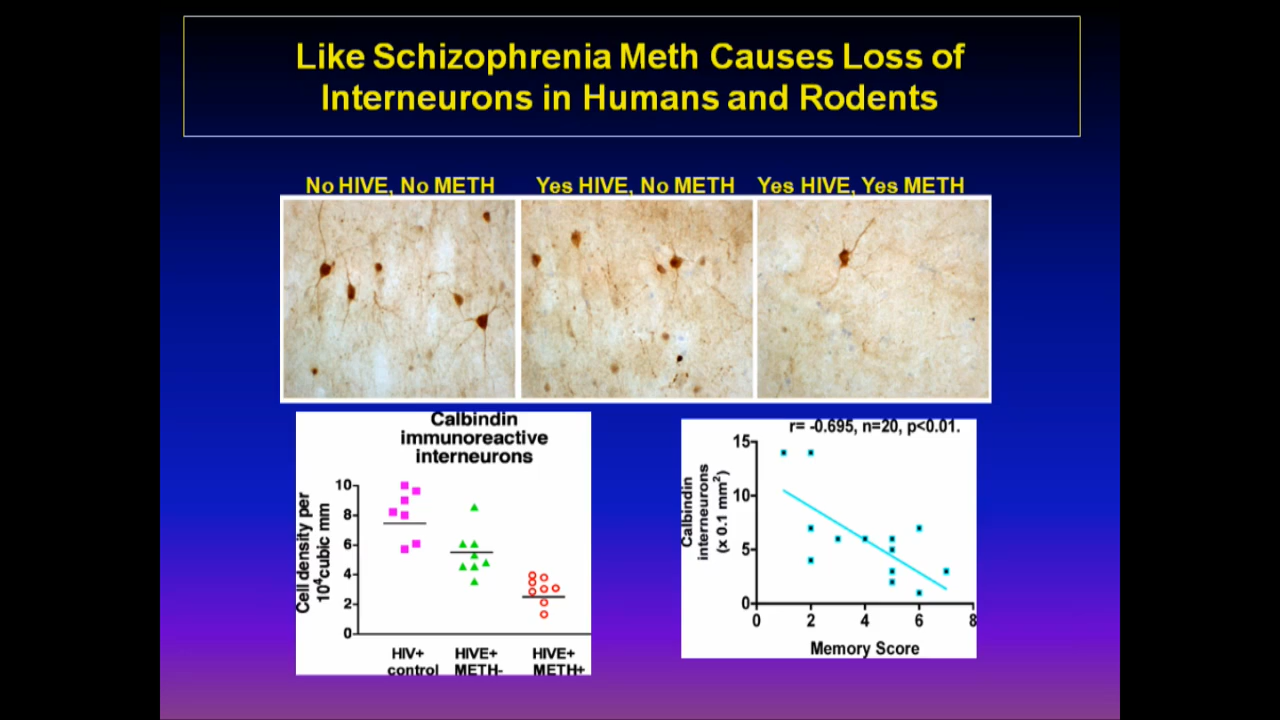 Like Schizophrenia Meth Causes Loss of
Interneurons in Humans and Rodents
No HIVE, No METH
Yes HIVE, No METH
Yes HIVE, Yes METH
Calbindin
immunoreactive
interneurons
Cell density per
10⁴cubic mm
10
8
6
4
2
0
HIV+
control
HIVE+
METH-
HIVE+
METH+
r= -0.695, n=20, p<0.01.
Calbindin
interneurons
(x 0.1 mm²)
15
10
5
0
0 2 4 6 8
Memory Score